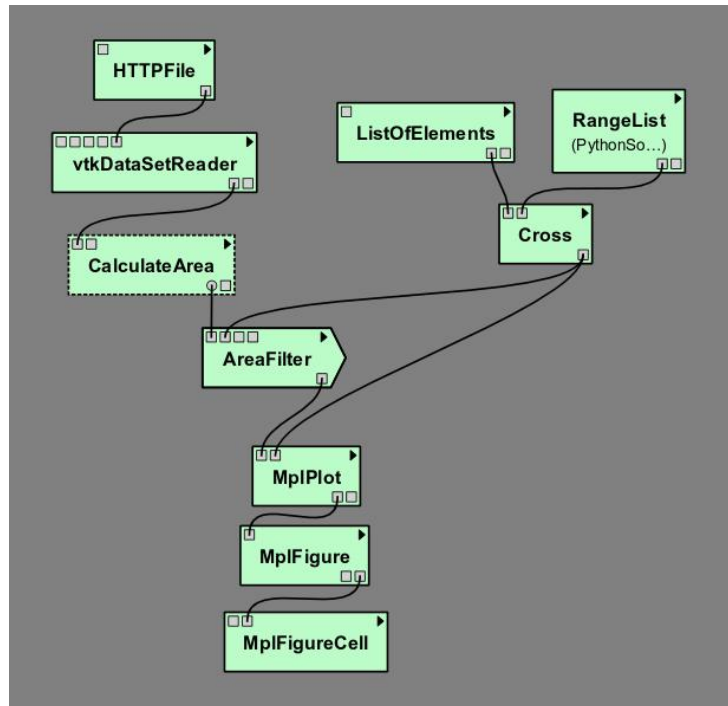 HTTPFile
vtkDataSetReader
ListOfElements
RangeList
(PythonSo...)
Cross
CalculateArea
AreaFilter
MplPlot
MplFigure
MplFigureCell